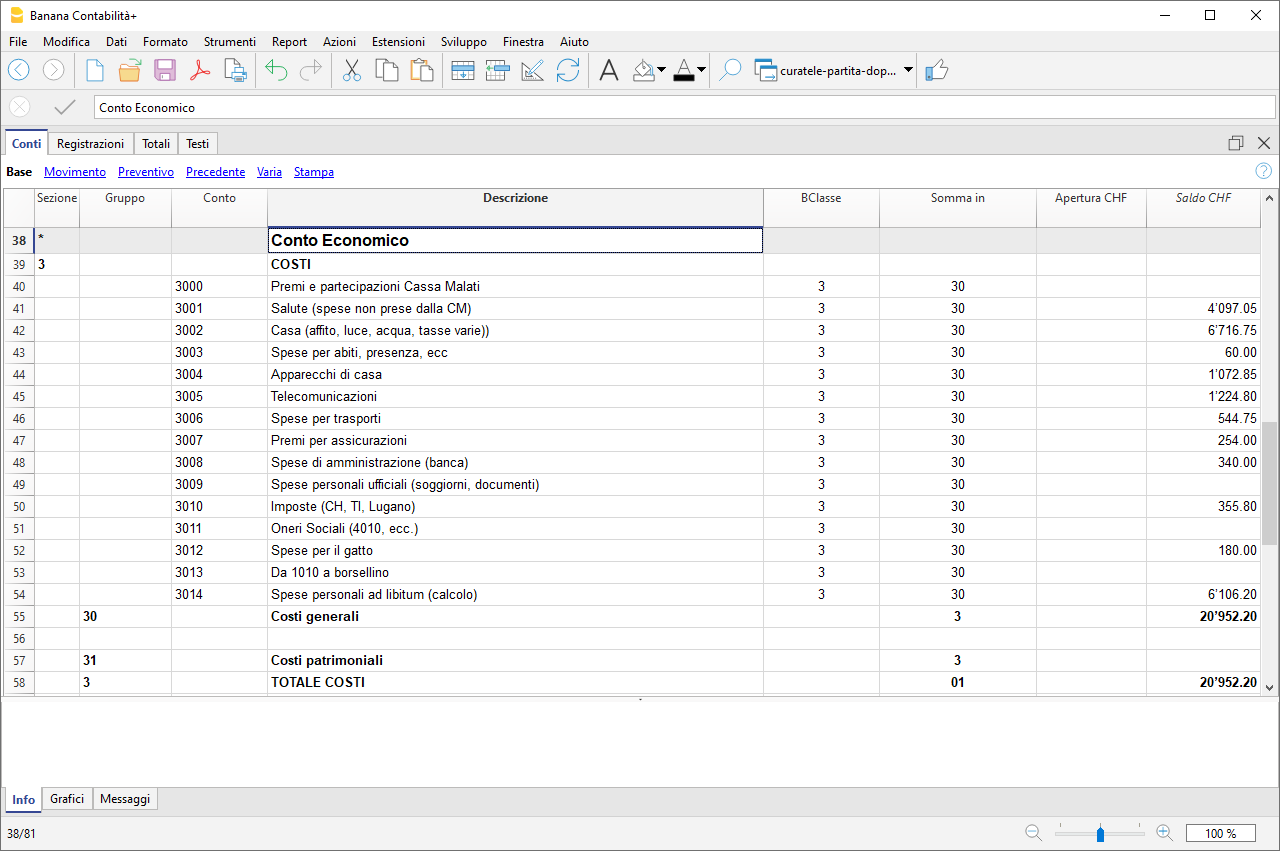 Banana Contabilità+
File Modifica Dati Formato Strumenti Report Azioni Estensioni Sviluppo Finestra Aiuto
curatele-partita-dop...
Conto Economico
Conti Registrazioni Totali Testi
Base Movimento Preventivo Precedente Varia Stampa
Sezione Gruppo Conto Descrizione BClasse Somma in Apertura CHF Saldo CHF
38 * Conto Economico
39 3 COSTI
40 3000 Premi e partecipazioni Cassa Malati 3 30
41 3001 Salute (spese non prese dalla CM) 3 30 4'097.05
42 3002 Casa (affito, luce, acqua, tasse varie)) 3 30 6'716.75
43 3003 Spese per abiti, presenza, ecc 3 30 60.00
44 3004 Apparecchi di casa 3 30 1'072.85
45 3005 Telecomunicazioni 3 30 1'224.80
46 3006 Spese per trasporti 3 30 544.75
47 3007 Premi per assicurazioni 3 30 254.00
48 3008 Spese di amministrazione (banca) 3 30 340.00
49 3009 Spese personali ufficiali (soggiorni, documenti) 3 30
50 3010 Imposte (CH, TI, Lugano) 3 30 355.80
51 3011 Oneri Sociali (4010, ecc.) 3 30
52 3012 Spese per il gatto 3 30 180.00
53 3013 Da 1010 a borsellino 3 30
54 3014 Spese personali ad libitum (calcolo) 3 30 6'106.20
55 30 Costi generali 3 20'952.20
56
57 31 Costi patrimoniali 3
58 3 TOTALE COSTI 01 20'952.20
Info Grafici Messaggi
38/81 100 %